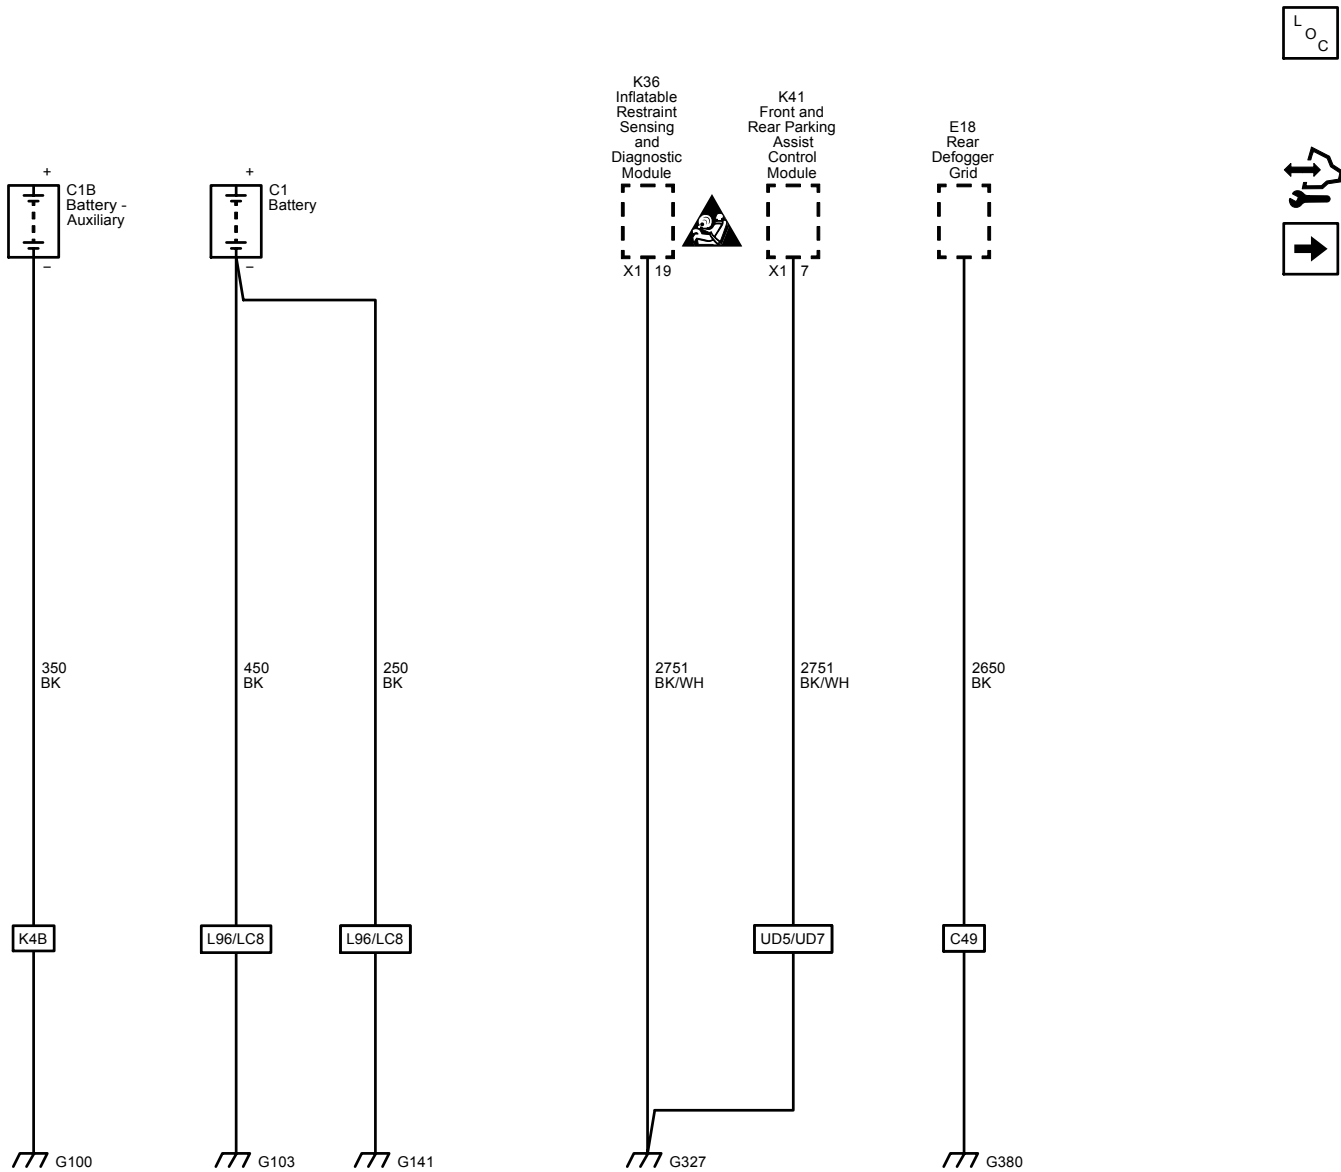 L
O
C
K36
Inflatable
Restraint
Sensing
and
Diagnostic
Module
K41
Front and
Rear Parking
Assist
Control
Module
E18
Rear
Defogger
Grid
+
C1B
Battery -
Auxiliary
–
+
C1
Battery
–
X1 19
X1 7
350
BK
450
BK
250
BK
2751
BK/WH
2751
BK/WH
2650
BK
K4B
L96/LC8
L96/LC8
UD5/UD7
C49
G100
G103
G141
G327
G380